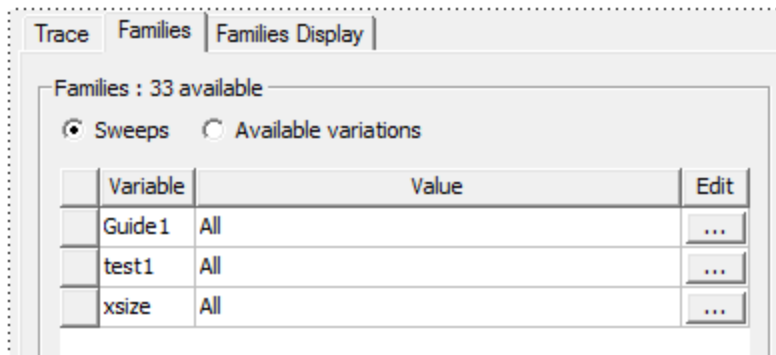 Trace Families Families Display
Families : 33 available
Sweeps Available variations
Variable Value Edit
Guide1 All ...
test1 All ...
xsize All ...